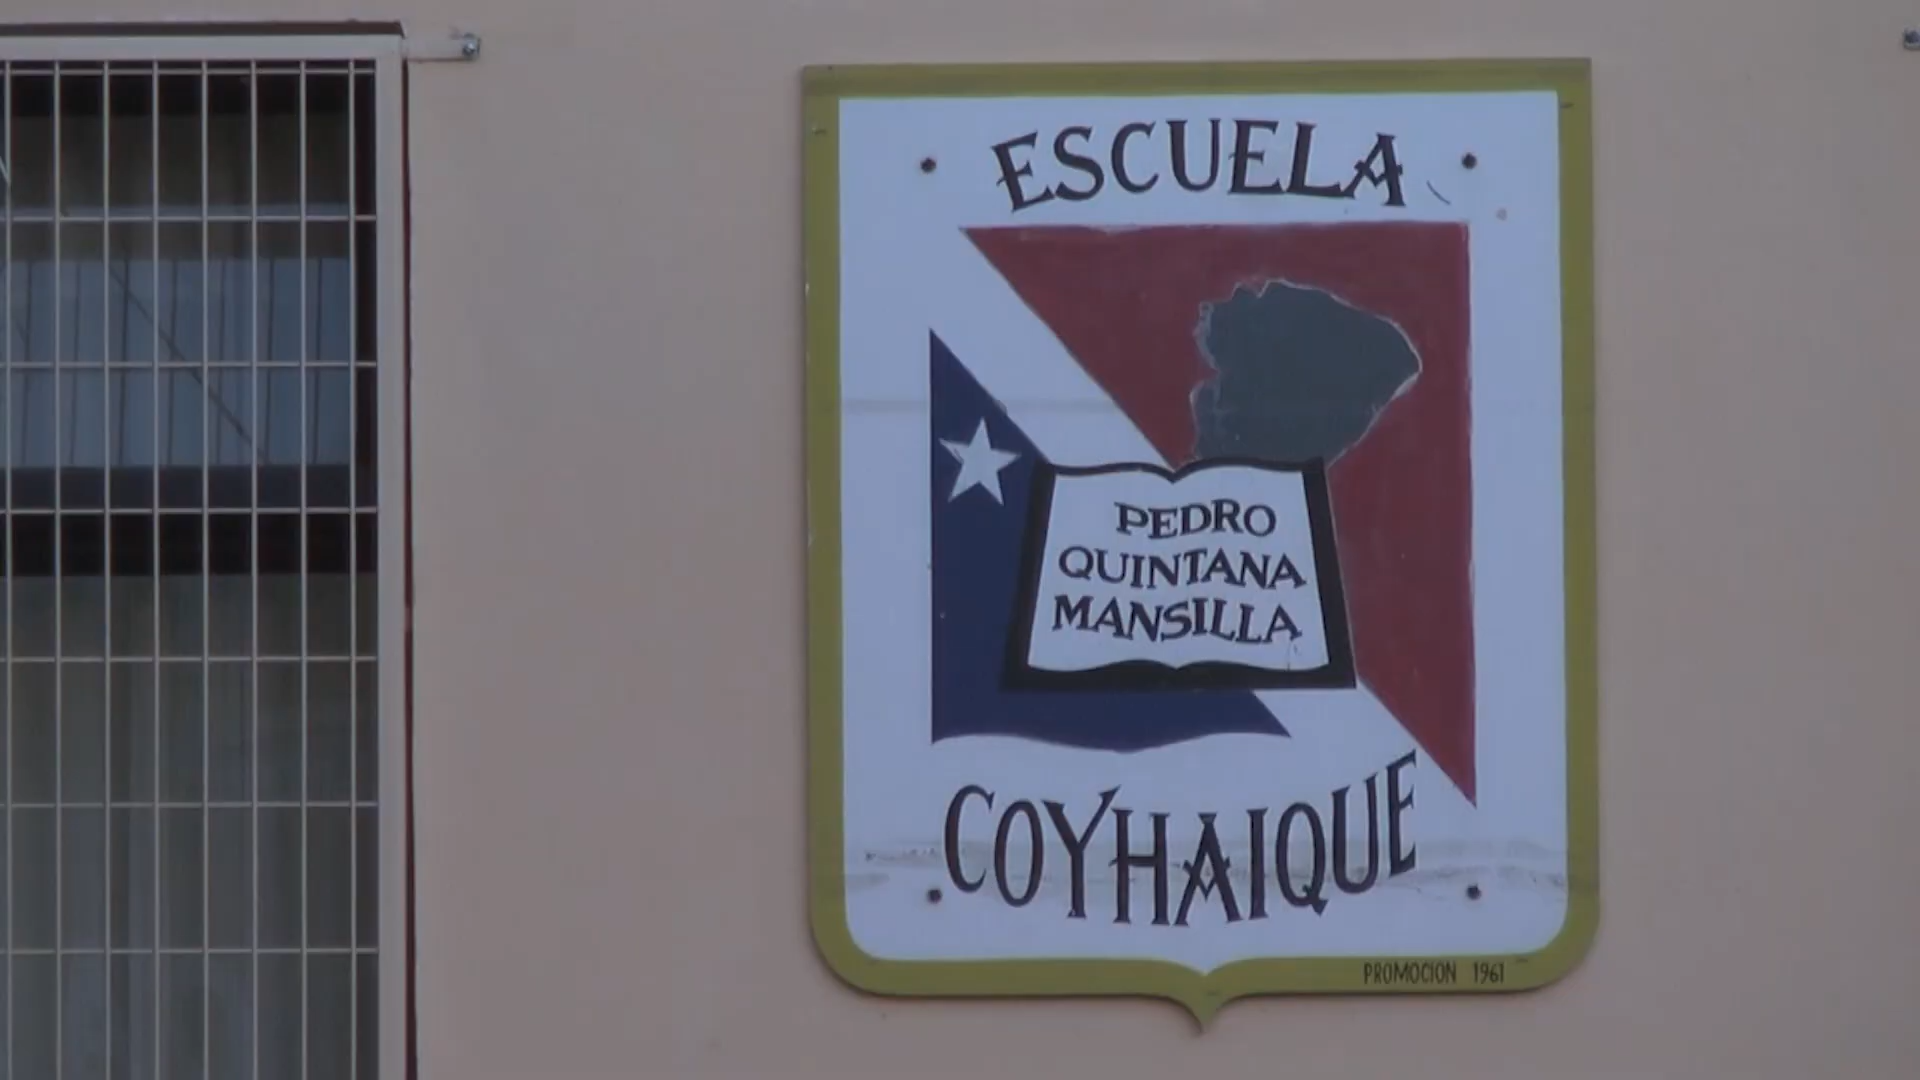 ESCUELA
PEDRO
QUINTANA
MANSILLA
COYHAIQUE
PROMOCION 1961